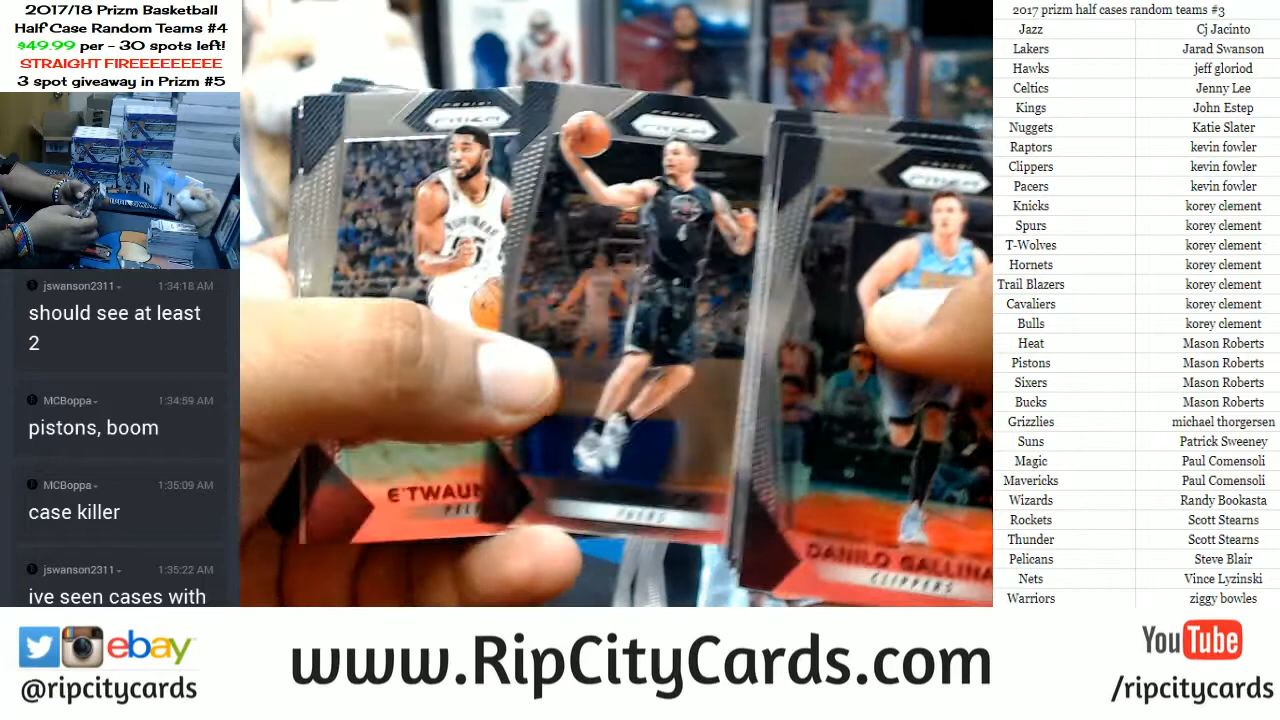 2017/18 Prizm Basketball
Half Case Random Teams #4
$49.99 per - 30 spots left!
STRAIGHT FIREEEEEEEEE
3 spot giveaway in Prizm #5
jswanson2311
1:34:18 AM
should see at least
2
MCBoppa
1:34:59 AM
pistons, boom
MCBoppa
1:35:09 AM
case killer
jswanson2311
1:35:22 AM
ive seen cases with
PANINI
PRIZM
E'TWAUN
PANINI
PRIZM
PANINI
PRIZM
DANILO GALLINA
CLIPPERS
2017 prizm half cases random teams #3
Jazz Cj Jacinto
Lakers Jarad Swanson
Hawks jeff gloriod
Celtics Jenny Lee
Kings John Estep
Nuggets Katie Slater
Raptors kevin fowler
Clippers kevin fowler
Pacers kevin fowler
Knicks korey clement
Spurs korey clement
T-Wolves korey clement
Hornets korey clement
Trail Blazers korey clement
Cavaliers korey clement
Bulls korey clement
Heat Mason Roberts
Pistons Mason Roberts
Sixers Mason Roberts
Bucks Mason Roberts
Grizzlies michael thorgersen
Suns Patrick Sweeney
Magic Paul Comensoli
Mavericks Paul Comensoli
Wizards Randy Bookasta
Rockets Scott Stearns
Thunder Scott Stearns
Pelicans Steve Blair
Nets Vince Lyzinski
Warriors ziggy bowles
ebay
@ripcitycards
www.RipCityCards.com
YouTube
/ripcitycards